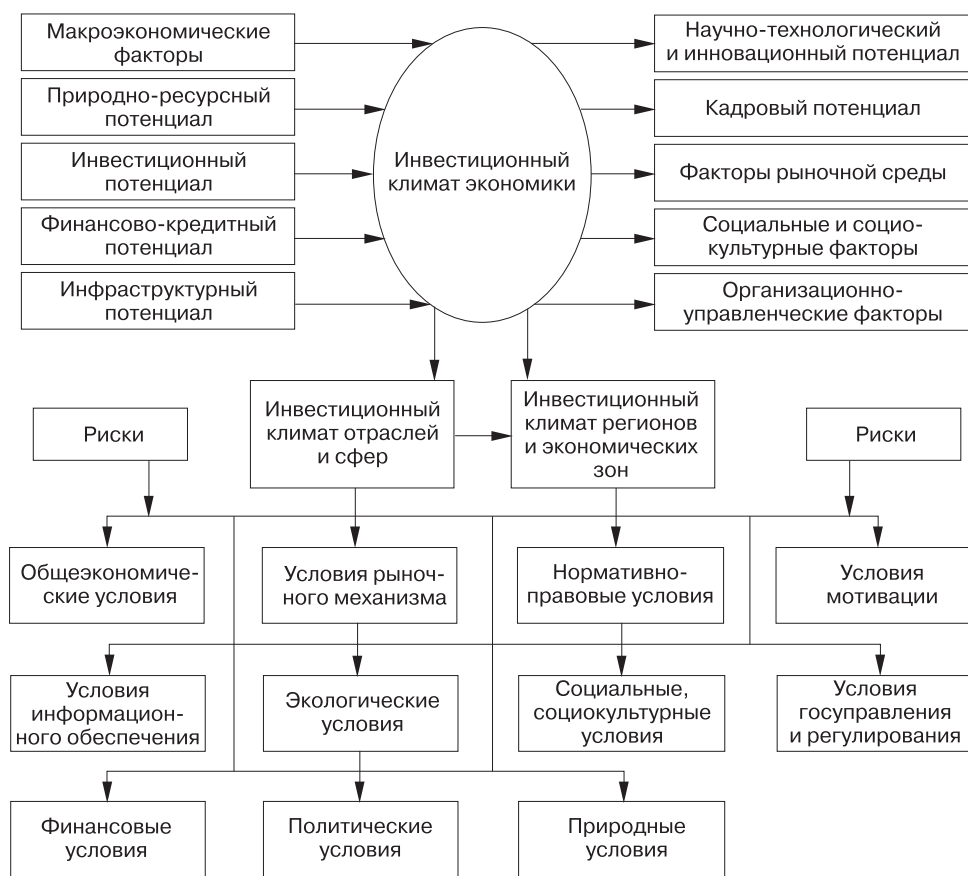 Макроэкономические
факторы
Природно-ресурсный
потенциал
Инвестиционный
потенциал
Финансово-кредитный
потенциал
Инфраструктурный
потенциал
Инвестиционный
климат экономики
Научно-технологический
и инновационный потенциал
Кадровый потенциал
Факторы рыночной среды
Социальные и социо-
культурные факторы
Организационно-
управленческие факторы
Риски
Инвестиционный
климат отраслей
и сфер
Инвестиционный
климат регионов
и экономических
зон
Риски
Общеэкономиче-
ские условия
Условия рыноч-
ного механизма
Нормативно-
правовые условия
Условия
мотивации
Условия
информацион-
ного обеспечения
Экологические
условия
Социальные,
социокультурные
условия
Условия
госуправления
и регулирования
Финансовые
условия
Политические
условия
Природные
условия